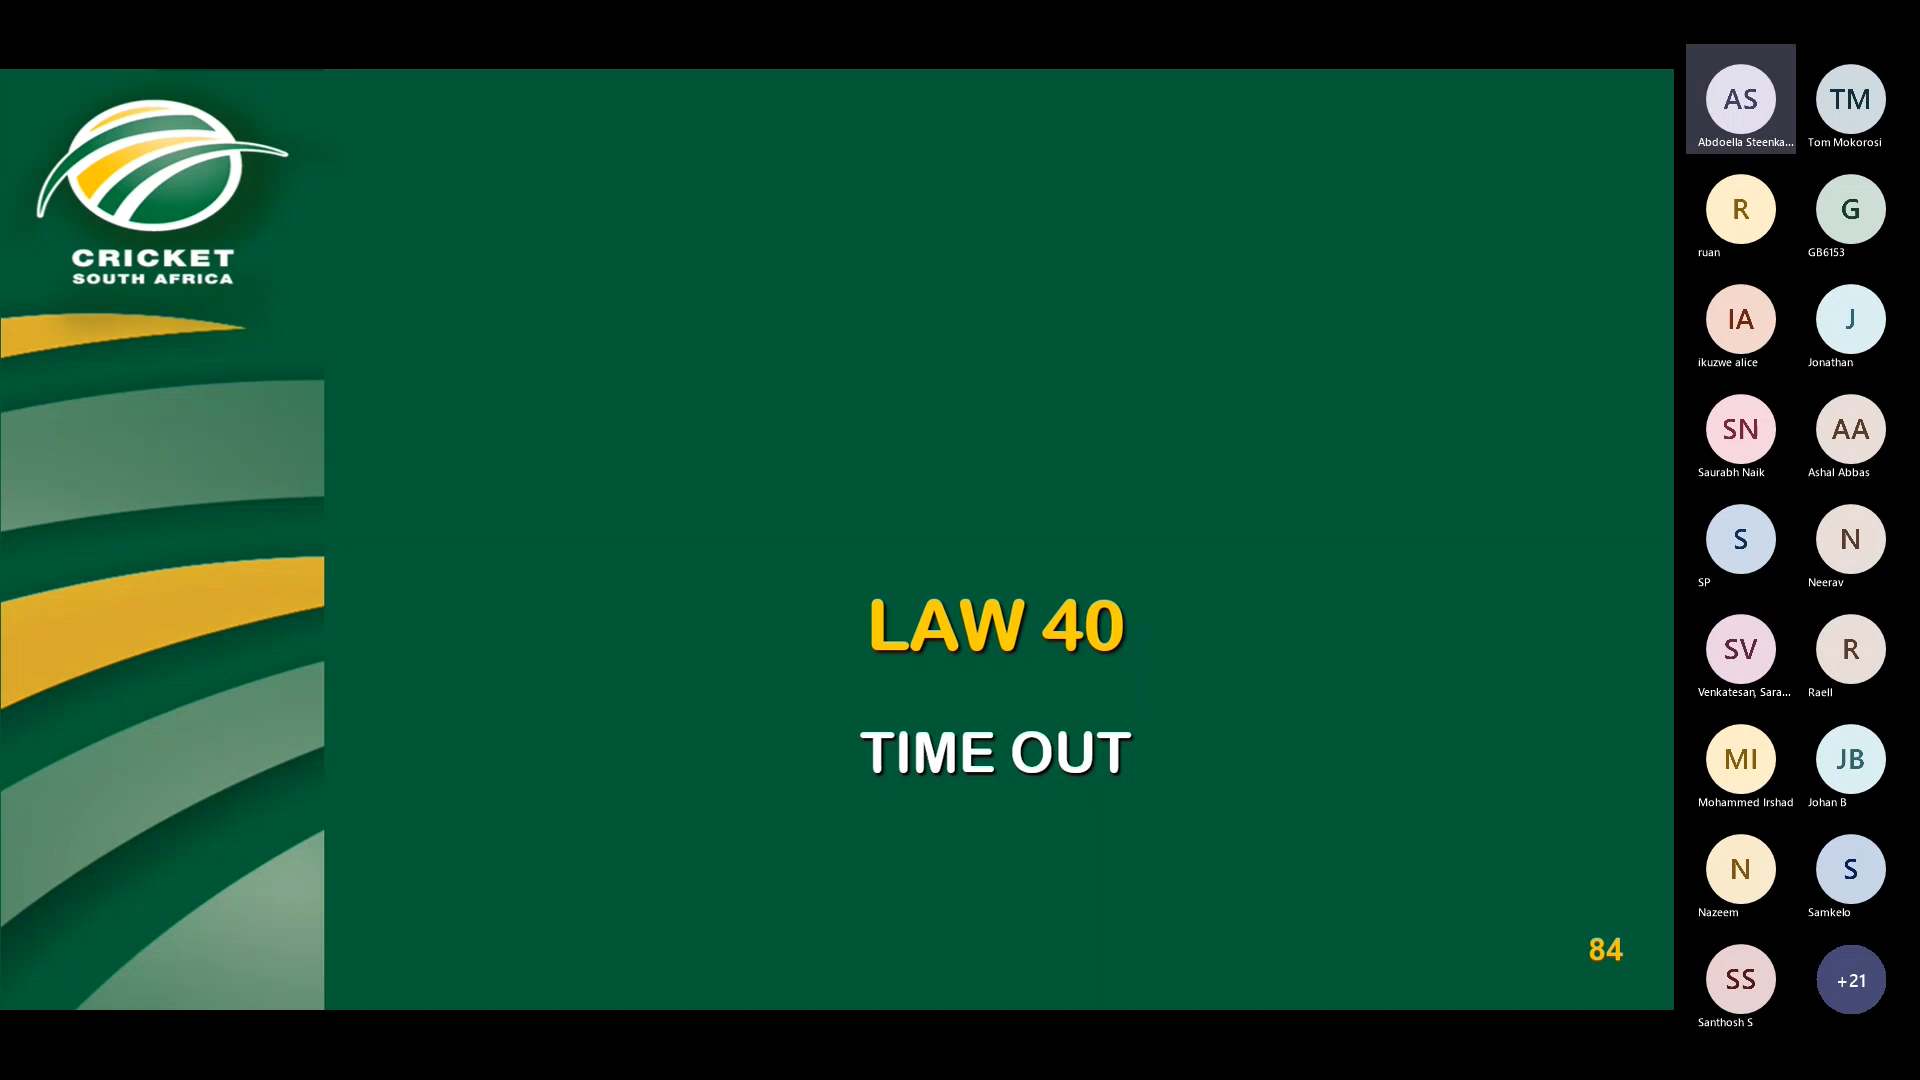 CRICKET
SOUTH AFRICA
LAW 40
TIME OUT
84
AS
Abdoella Steenka...
TM
Tom Mokorosi
R
ruan
G
GB6153
IA
ikuzwe alice
J
Jonathan
SN
Saurabh Naik
AA
Ashal Abbas
S
SP
N
Neerav
SV
Venkatesan, Sara...
R
Raell
MI
Mohammed Irshad
JB
Johan B
N
Nazeem
S
Samkelo
SS
Santhosh S
+21